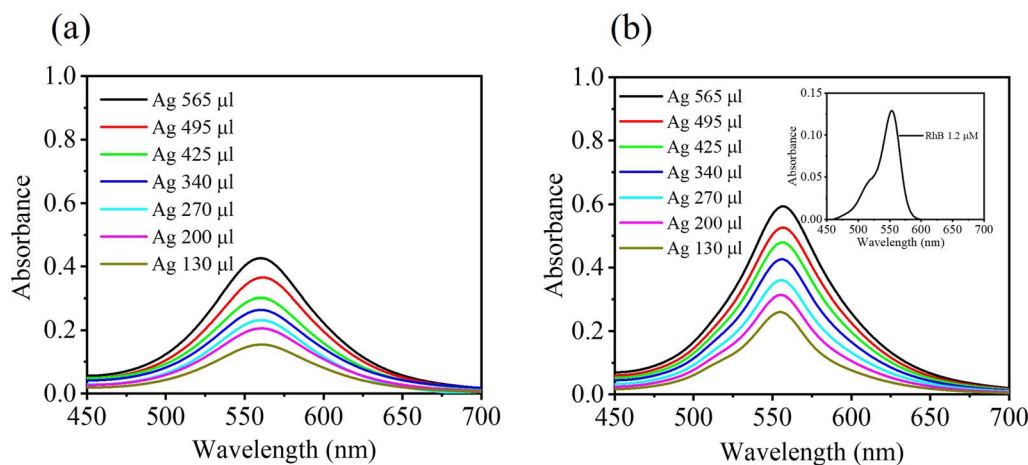 (a)
1.0
0.8
0.6
0.4
0.2
0.0
450 500 550 600 650 700
Absorbance
Wavelength (nm)
Ag 565 μl
Ag 495 μl
Ag 425 μl
Ag 340 μl
Ag 270 μl
Ag 200 μl
Ag 130 μl
(b)
1.0
0.8
0.6
0.4
0.2
0.0
450 500 550 600 650 700
Absorbance
Wavelength (nm)
Ag 565 μl
Ag 495 μl
Ag 425 μl
Ag 340 μl
Ag 270 μl
Ag 200 μl
Ag 130 μl
0.15
0.10
0.05
0.00
450 500 550 600 650 700
Absorbance
Wavelength (nm)
RhB 1.2 μM